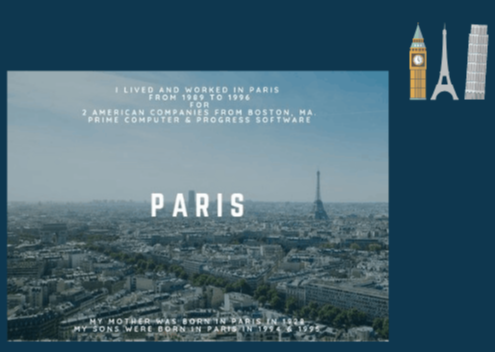 I LIVED AND WORKED IN PARIS
FROM 1989 TO 1996
FOR
2 AMERICAN COMPANIES FROM BOSTON, MA.
PRIME COMPUTER & PROGRESS SOFTWARE
PARIS
MY MOTHER WAS BORN IN PARIS IN 1928
MY SONS WERE BORN IN PARIS IN 1994 & 1995